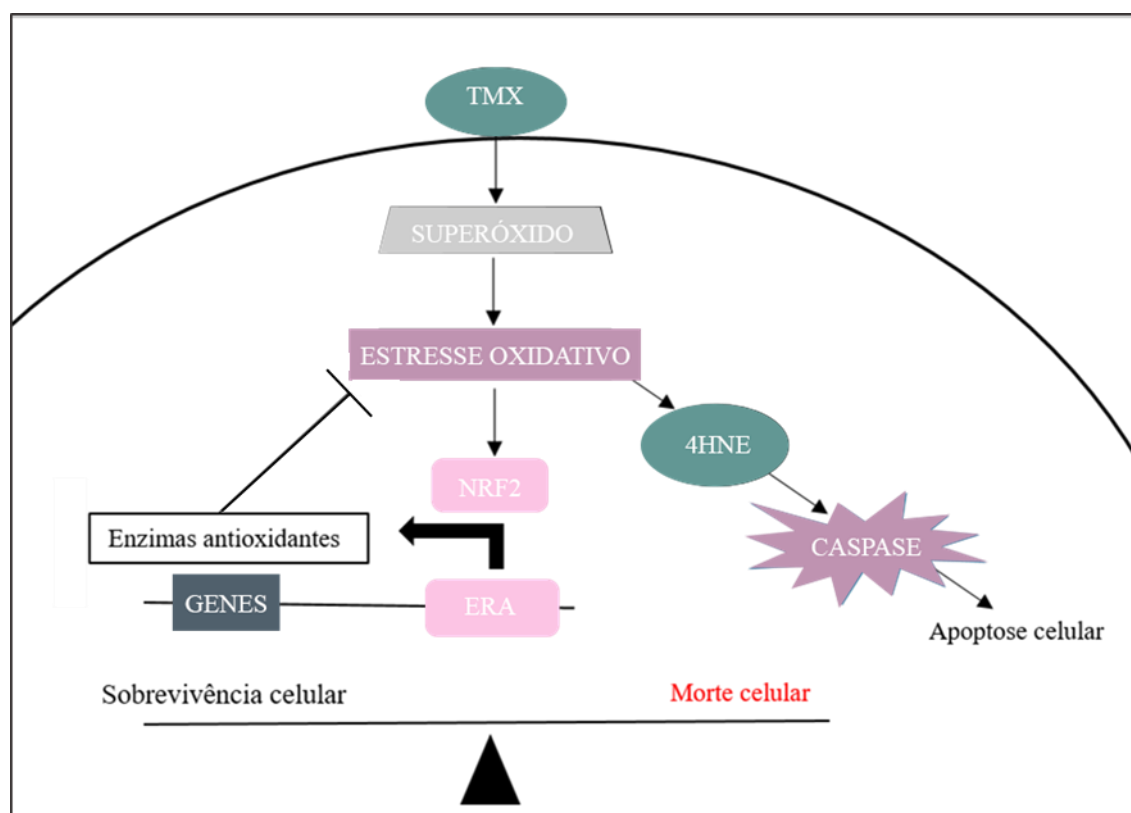 TMX
SUPERÓXIDO
ESTRESSE OXIDATIVO
4HNE
NRF2
Enzimas antioxidantes
CASPASE
GENES
ERA
Apoptose celular
Sobrevivência celular
Morte celular